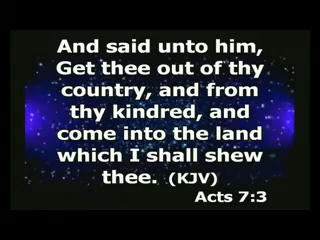 And said unto him,
Get thee out of thy
country, and from
thy kindred, and
come into the land
which I shall shew
thee. (KJV)
Acts 7:3